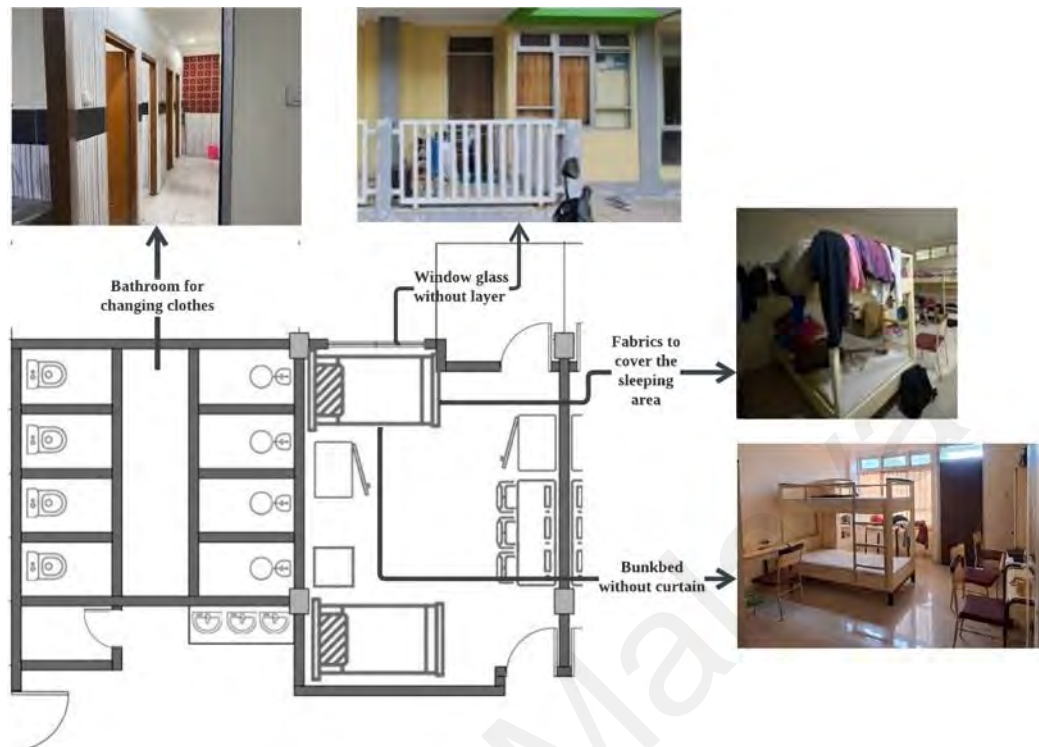 Bathroom for
changing clothes
Window glass
without layer
Fabrics to
cover the
sleeping
area
Bunkbed
without curtain